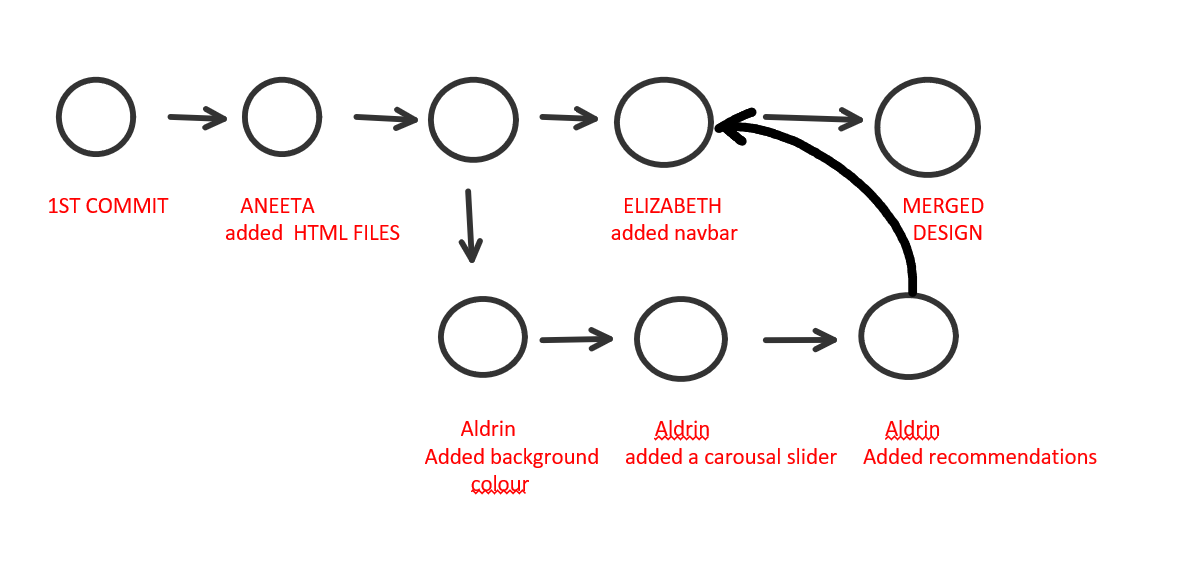 1ST COMMIT
ANEETA
added HTML FILES
ELIZABETH
added navbar
MERGED
DESIGN
Aldrin
Added background
colour
Aldrin
added a carousal slider
Aldrin
Added recommendations